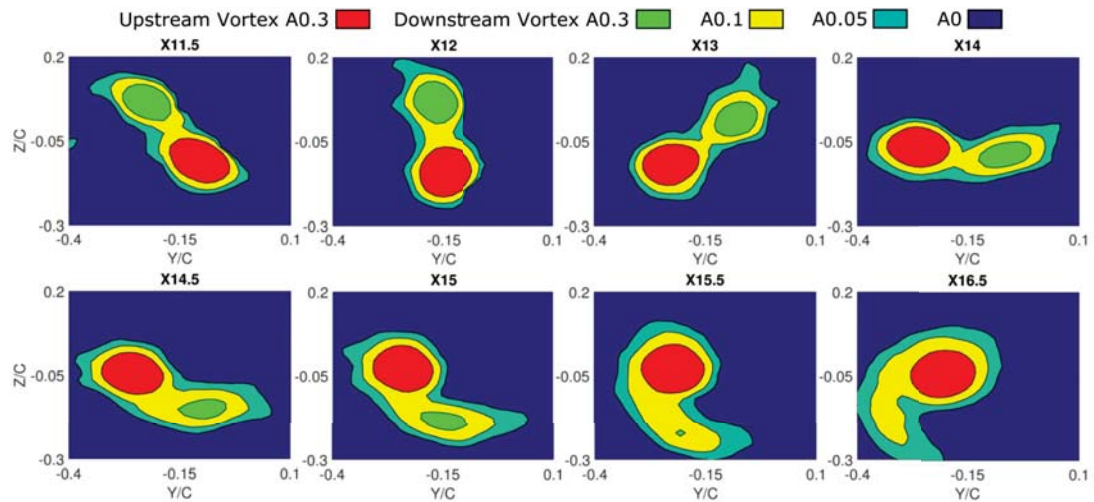 Upstream Vortex A0.3 Downstream Vortex A0.3 A0.1 A0.05 A0
X11.5 X12 X13 X14
0.2 0.2 0.2 0.2
Z/C
-0.05 -0.05 -0.05 -0.05
-0.3 -0.3 -0.3 -0.3
-0.4 -0.15 0.1 -0.4 -0.15 0.1 -0.4 -0.15 0.1 -0.4 -0.15 0.1
Y/C Y/C Y/C Y/C
X14.5 X15 X15.5 X16.5
0.2 0.2 0.2 0.2
Z/C
-0.05 -0.05 -0.05 -0.05
-0.3 -0.3 -0.3 -0.3
-0.4 -0.15 0.1 -0.4 -0.15 0.1 -0.4 -0.15 0.1 -0.4 -0.15 0.1
Y/C Y/C Y/C Y/C